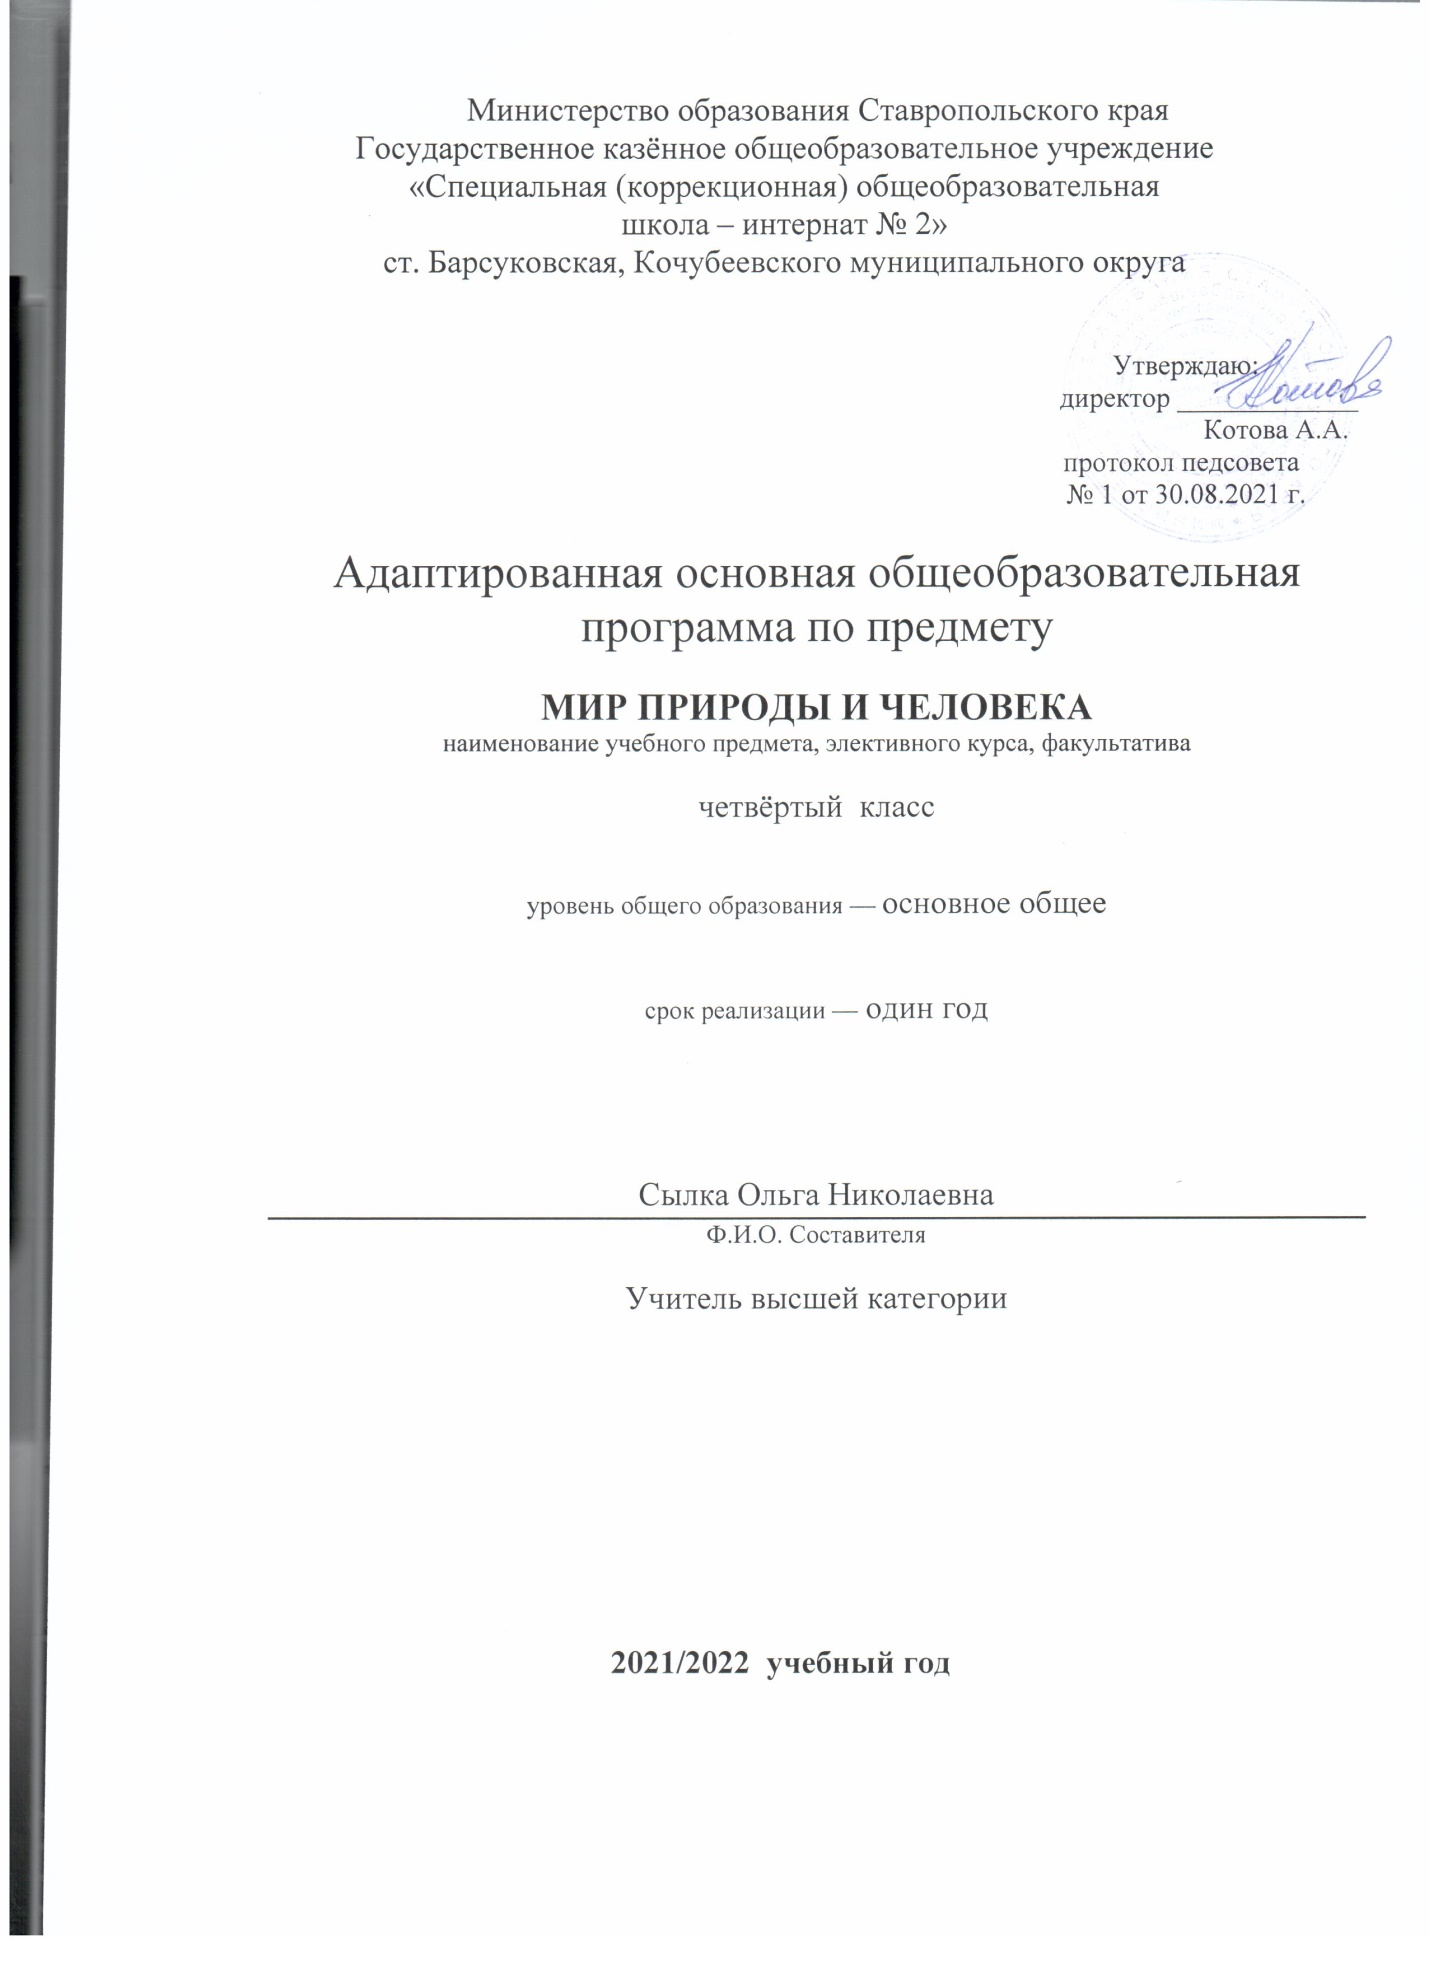 Министерство образования Ставропольского края
Государственное казённое общеобразовательное учреждение
«Специальная (коррекционная) общеобразовательная
школа – интернат № 2»
ст. Барсуковская, Кочубеевского муниципального округа
Утверждаю:
директор ____________
Котова А.А.
протокол педсовета
№ 1 от 30.08.2021 г.
Адаптированная основная общеобразовательная
программа по предмету
МИР ПРИРОДЫ И ЧЕЛОВЕКА
наименование учебного предмета, элективного курса, факультатива
четвёртый класс
уровень общего образования — основное общее
срок реализации — один год
Сылка Ольга Николаевна
Ф.И.О. Составителя
Учитель высшей категории
2021/2022 учебный год